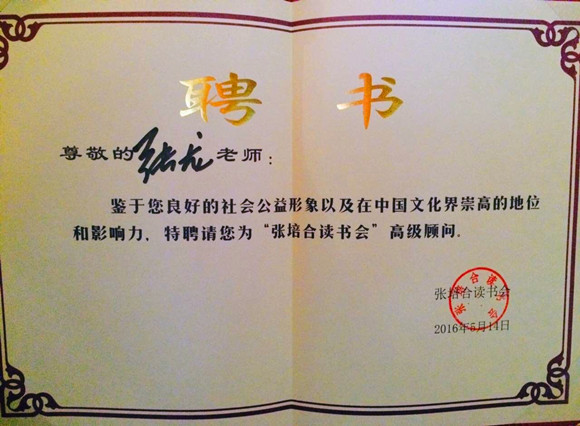 聘书
尊敬的张龙老师：
鉴于您良好的社会公益形象以及在中国文化界崇高的地位
和影响力，特聘请您为“张培合读书会”高级顾问。
张培合读书会
2016年5月14日